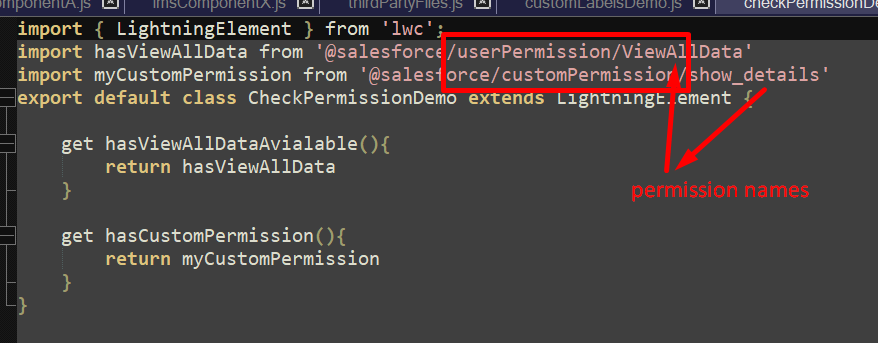 omponentA.js lmsComponentX.js thirdPartyFiles.js customLabelsDemo.js checkPermissionDe
import { LightningElement } from 'lwc';
import hasViewAllData from '@salesforce/userPermission/ViewAllData'
import myCustomPermission from '@salesforce/customPermission/show_details'
export default class CheckPermissionDemo extends LightningElement {
get hasViewAllDataAvialable(){
return hasViewAllData
}
permission names
get hasCustomPermission(){
return myCustomPermission
}
}